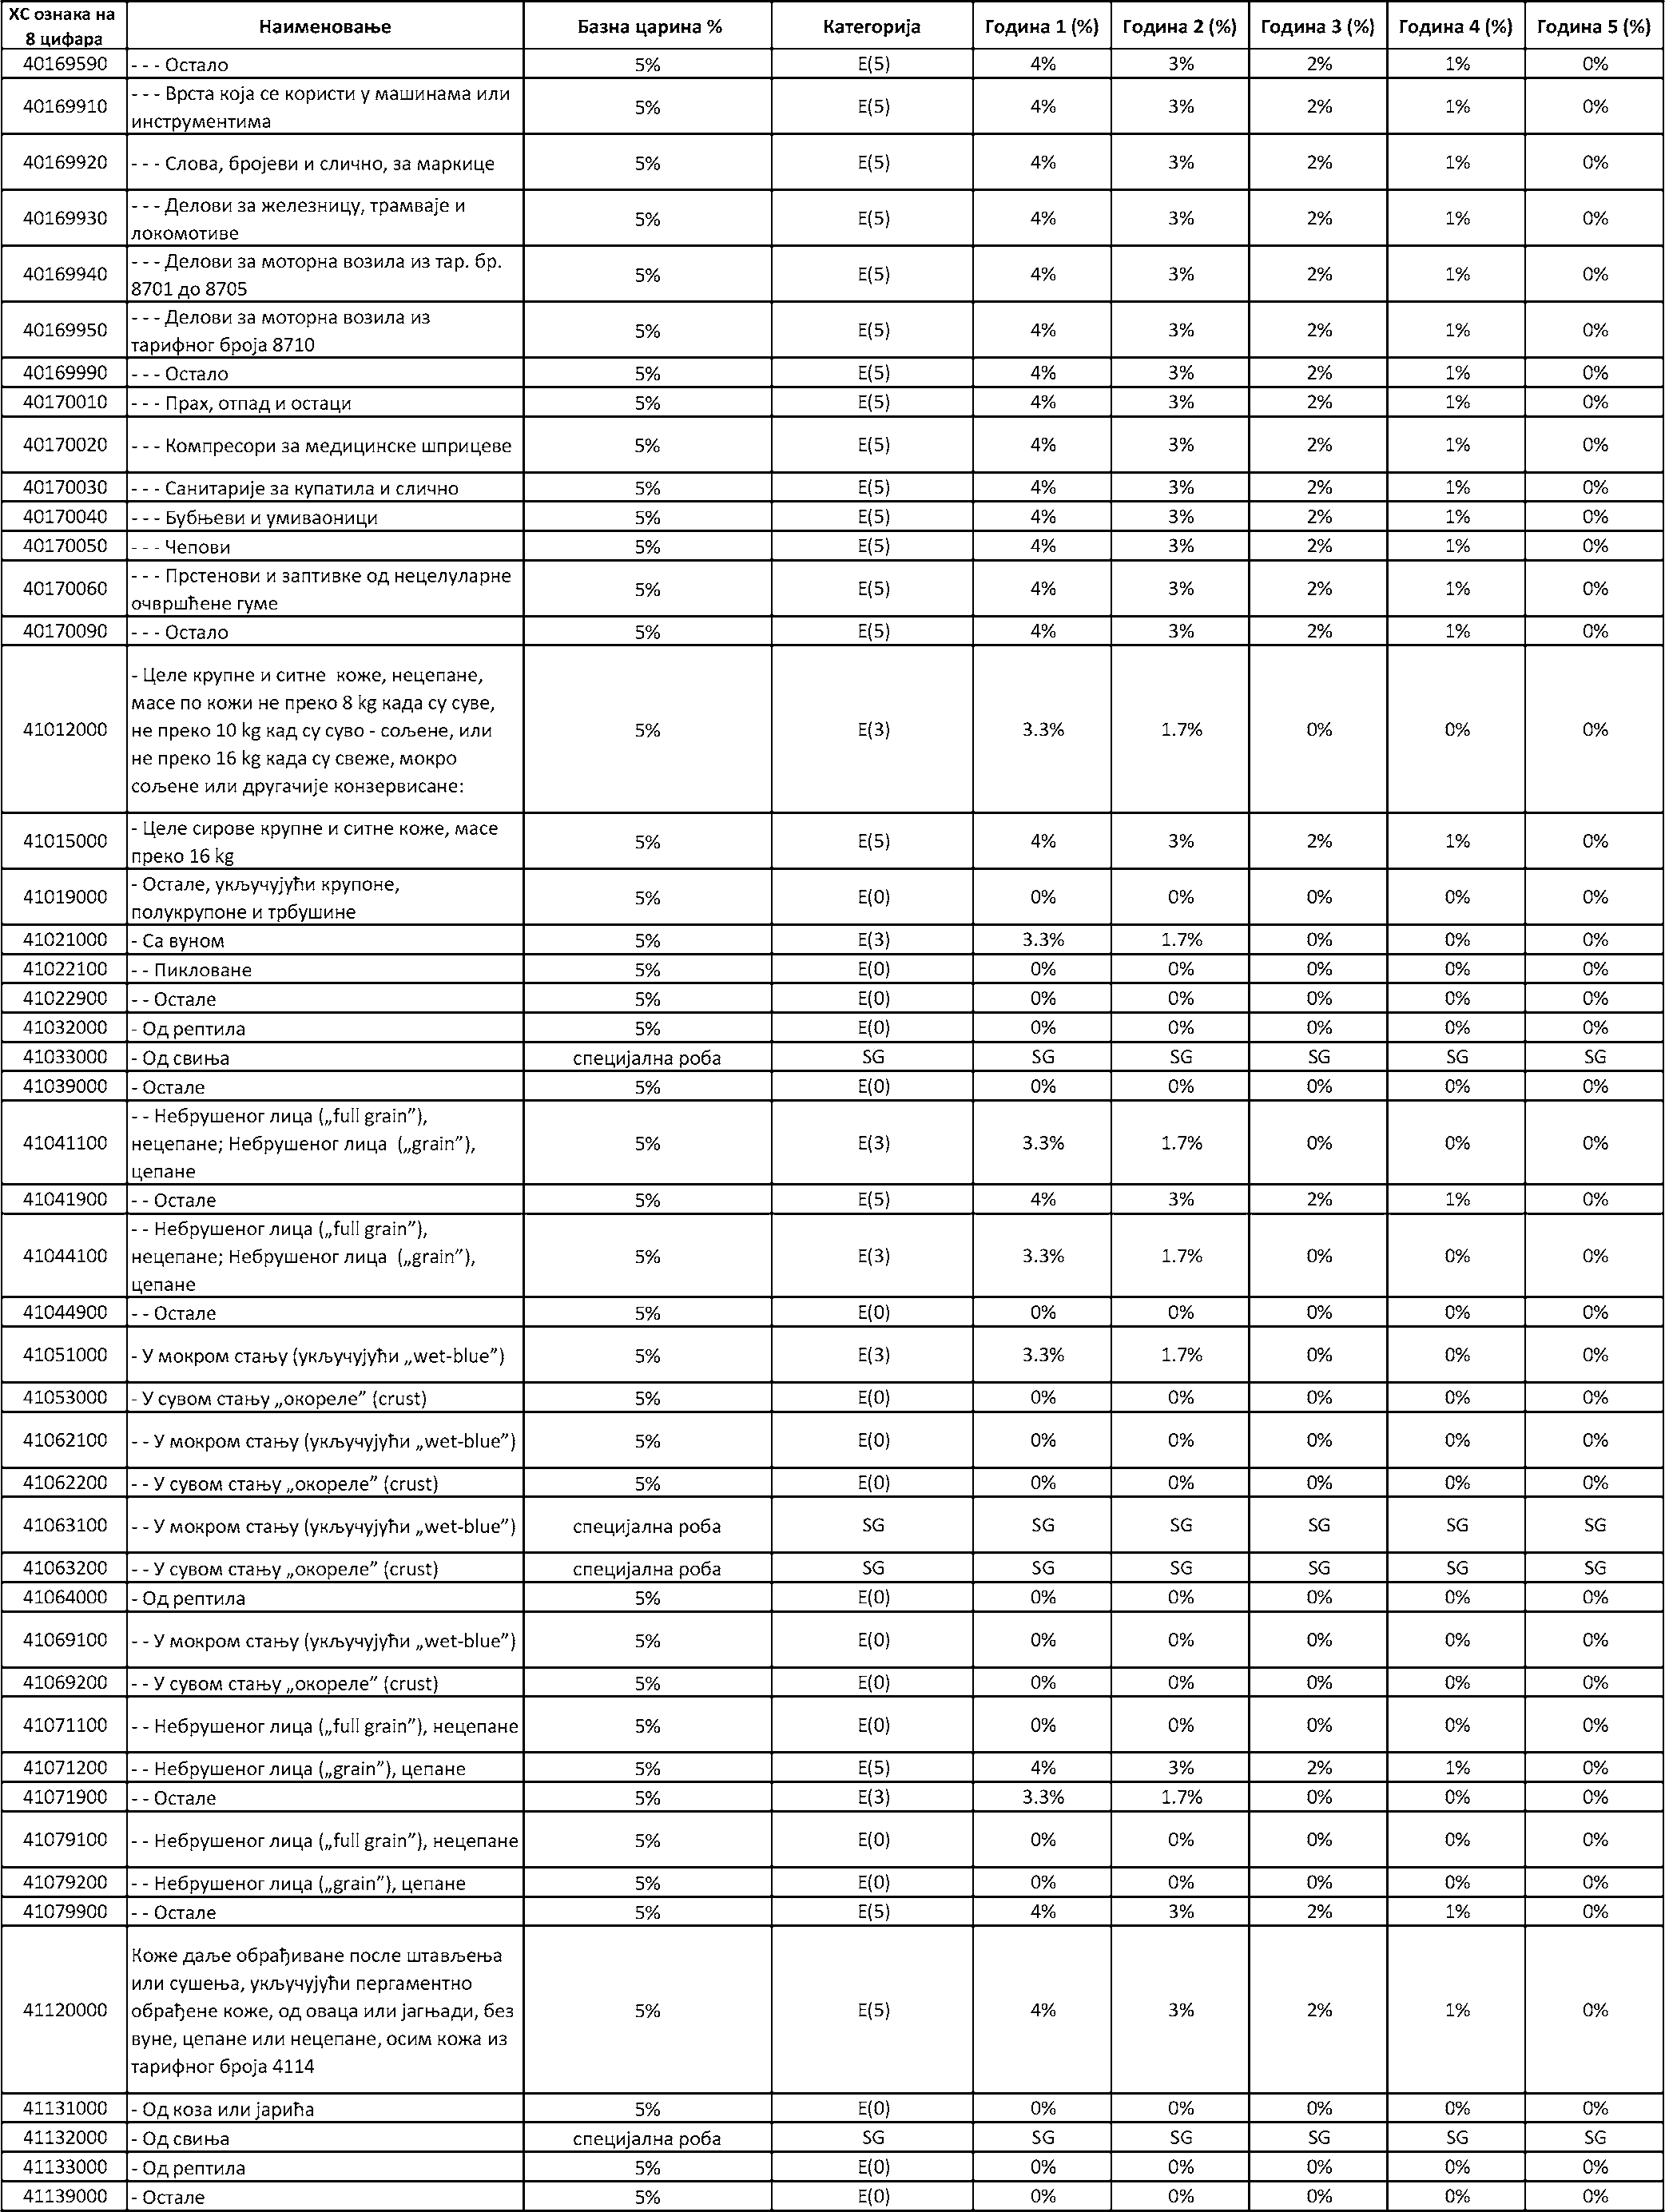 ХС ознака на 8 цифара Наименовање Базна царина % Категорија Година 1 (%) Година 2 (%) Година 3 (%) Година 4 (%) Година 5 (%)
40169590 - - - Остало 5% E(5) 4% 3% 2% 1% 0%
40169910 - - - Врста која се користи у машинама или инструментима 5% E(5) 4% 3% 2% 1% 0%
40169920 - - - Слова, бројеви и слично, за маркице 5% E(5) 4% 3% 2% 1% 0%
40169930 - - - Делови за железницу, трамваје и локомотиве 5% E(5) 4% 3% 2% 1% 0%
40169940 - - - Делови за моторна возила из тар. бр. 8701 до 8705 5% E(5) 4% 3% 2% 1% 0%
40169950 - - - Делови за моторна возила из тарифног броја 8710 5% E(5) 4% 3% 2% 1% 0%
40169990 - - - Остало 5% E(5) 4% 3% 2% 1% 0%
40170010 - - - Прах, отпад и остаци 5% E(5) 4% 3% 2% 1% 0%
40170020 - - - Компресори за медицинске шприцеве 5% E(5) 4% 3% 2% 1% 0%
40170030 - - - Санитарије за купатила и слично 5% E(5) 4% 3% 2% 1% 0%
40170040 - - - Бубњеви и умиваоници 5% E(5) 4% 3% 2% 1% 0%
40170050 - - - Чепови 5% E(5) 4% 3% 2% 1% 0%
40170060 - - - Прстенови и заптивке од нецелуларне очвршћене гуме 5% E(5) 4% 3% 2% 1% 0%
40170090 - - - Остало 5% E(5) 4% 3% 2% 1% 0%
41012000 - Целе крупне и ситне коже, нецепане, масе по кожи не преко 8 kg када су суве, не преко 10 kg кад су суво - сољене, или не преко 16 kg када су свеже, мокро сољене или другачије конзервисане: 5% E(3) 3.3% 1.7% 0% 0% 0%
41015000 - Целе сирове крупне и ситне коже, масе преко 16 kg 5% E(5) 4% 3% 2% 1% 0%
41019000 - Остале, укључујући крупоне, полукрупоне и трбушине 5% E(0) 0% 0% 0% 0% 0%
41021000 - Са вуном 5% E(3) 3.3% 1.7% 0% 0% 0%
41022100 - - Пикловане 5% E(0) 0% 0% 0% 0% 0%
41022900 - - Остале 5% E(0) 0% 0% 0% 0% 0%
41032000 - Од рептила 5% E(0) 0% 0% 0% 0% 0%
41033000 - Од свиња специјална роба SG SG SG SG SG SG
41039000 - Остале 5% E(0) 0% 0% 0% 0% 0%
41041100 - - Небрушеног лица („full grain”), нецепане; Небрушеног лица („grain”), цепане 5% E(3) 3.3% 1.7% 0% 0% 0%
41041900 - - Остале 5% E(5) 4% 3% 2% 1% 0%
41044100 - - Небрушеног лица („full grain”), нецепане; Небрушеног лица („grain”), цепане 5% E(3) 3.3% 1.7% 0% 0% 0%
41044900 - - Остале 5% E(0) 0% 0% 0% 0% 0%
41051000 - У мокром стању (укључујући „wet-blue”) 5% E(3) 3.3% 1.7% 0% 0% 0%
41053000 - У сувом стању „окореле” (crust) 5% E(0) 0% 0% 0% 0% 0%
41062100 - - У мокром стању (укључујући „wet-blue”) 5% E(0) 0% 0% 0% 0% 0%
41062200 - - У сувом стању „окореле” (crust) 5% E(0) 0% 0% 0% 0% 0%
41063100 - - У мокром стању (укључујући „wet-blue”) специјална роба SG SG SG SG SG SG
41063200 - - У сувом стању „окореле” (crust) специјална роба SG SG SG SG SG SG
41064000 - Од рептила 5% E(0) 0% 0% 0% 0% 0%
41069100 - - У мокром стању (укључујући „wet-blue”) 5% E(0) 0% 0% 0% 0% 0%
41069200 - - У сувом стању „окореле” (crust) 5% E(0) 0% 0% 0% 0% 0%
41071100 - - Небрушеног лица („full grain”), нецепане 5% E(0) 0% 0% 0% 0% 0%
41071200 - - Небрушеног лица („grain”), цепане 5% E(5) 4% 3% 2% 1% 0%
41071900 - - Остале 5% E(3) 3.3% 1.7% 0% 0% 0%
41079100 - - Небрушеног лица („full grain”), нецепане 5% E(0) 0% 0% 0% 0% 0%
41079200 - - Небрушеног лица („grain”), цепане 5% E(0) 0% 0% 0% 0% 0%
41079900 - - Остале 5% E(5) 4% 3% 2% 1% 0%
41120000 Коже даље обрађиване после штављења или сушења, укључујући пергаментно обрађене коже, од оваца или јагњади, без вуне, цепане или нецепане, осим кожа из тарифног броја 4114 5% E(5) 4% 3% 2% 1% 0%
41131000 - Од коза или јарића 5% E(0) 0% 0% 0% 0% 0%
41132000 - Од свиња специјална роба SG SG SG SG SG SG
41133000 - Од рептила 5% E(0) 0% 0% 0% 0% 0%
41139000 - Остале 5% E(0) 0% 0% 0% 0% 0%